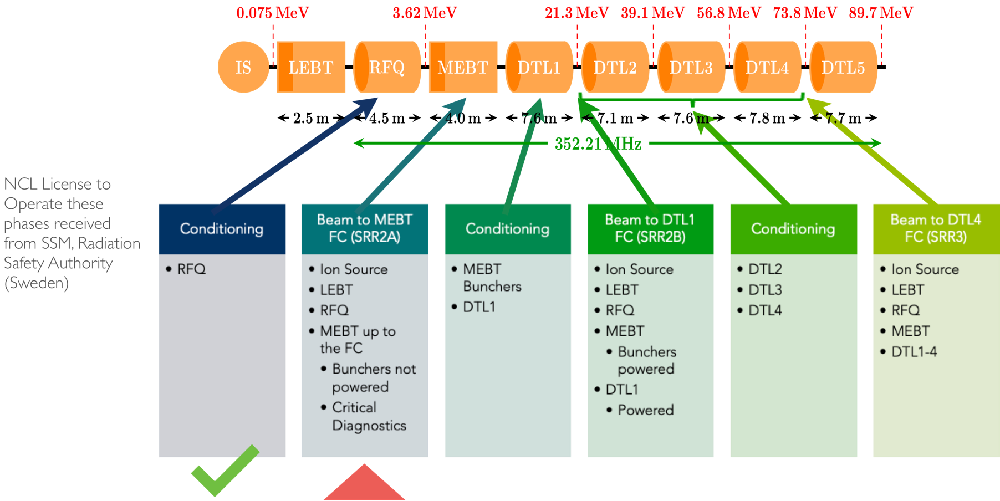 0.075 MeV 3.62 MeV 21.3 MeV 39.1 MeV 56.8 MeV 73.8 MeV 89.7 MeV
IS LEBT RFQ MEBT DTL1 DTL2 DTL3 DTL4 DTL5
2.5 m 4.5 m 4.0 m 7.6 m 7.1 m 7.6 m 7.8 m 7.7 m
352.21 MHz
NCL License to
Operate these
phases received
from SSM, Radiation
Safety Authority
(Sweden)
Conditioning
• RFQ
Beam to MEBT
FC (SRR2A)
• Ion Source
• LEBT
• RFQ
• MEBT up to
the FC
• Bunchers not
powered
• Critical
Diagnostics
Conditioning
• MEBT
Bunchers
• DTL1
Beam to DTL1
FC (SRR2B)
• Ion Source
• LEBT
• RFQ
• MEBT
• Bunchers
powered
• DTL1
• Powered
Conditioning
• DTL2
• DTL3
• DTL4
Beam to DTL4
FC (SRR3)
• Ion Source
• LEBT
• RFQ
• MEBT
• DTL1-4